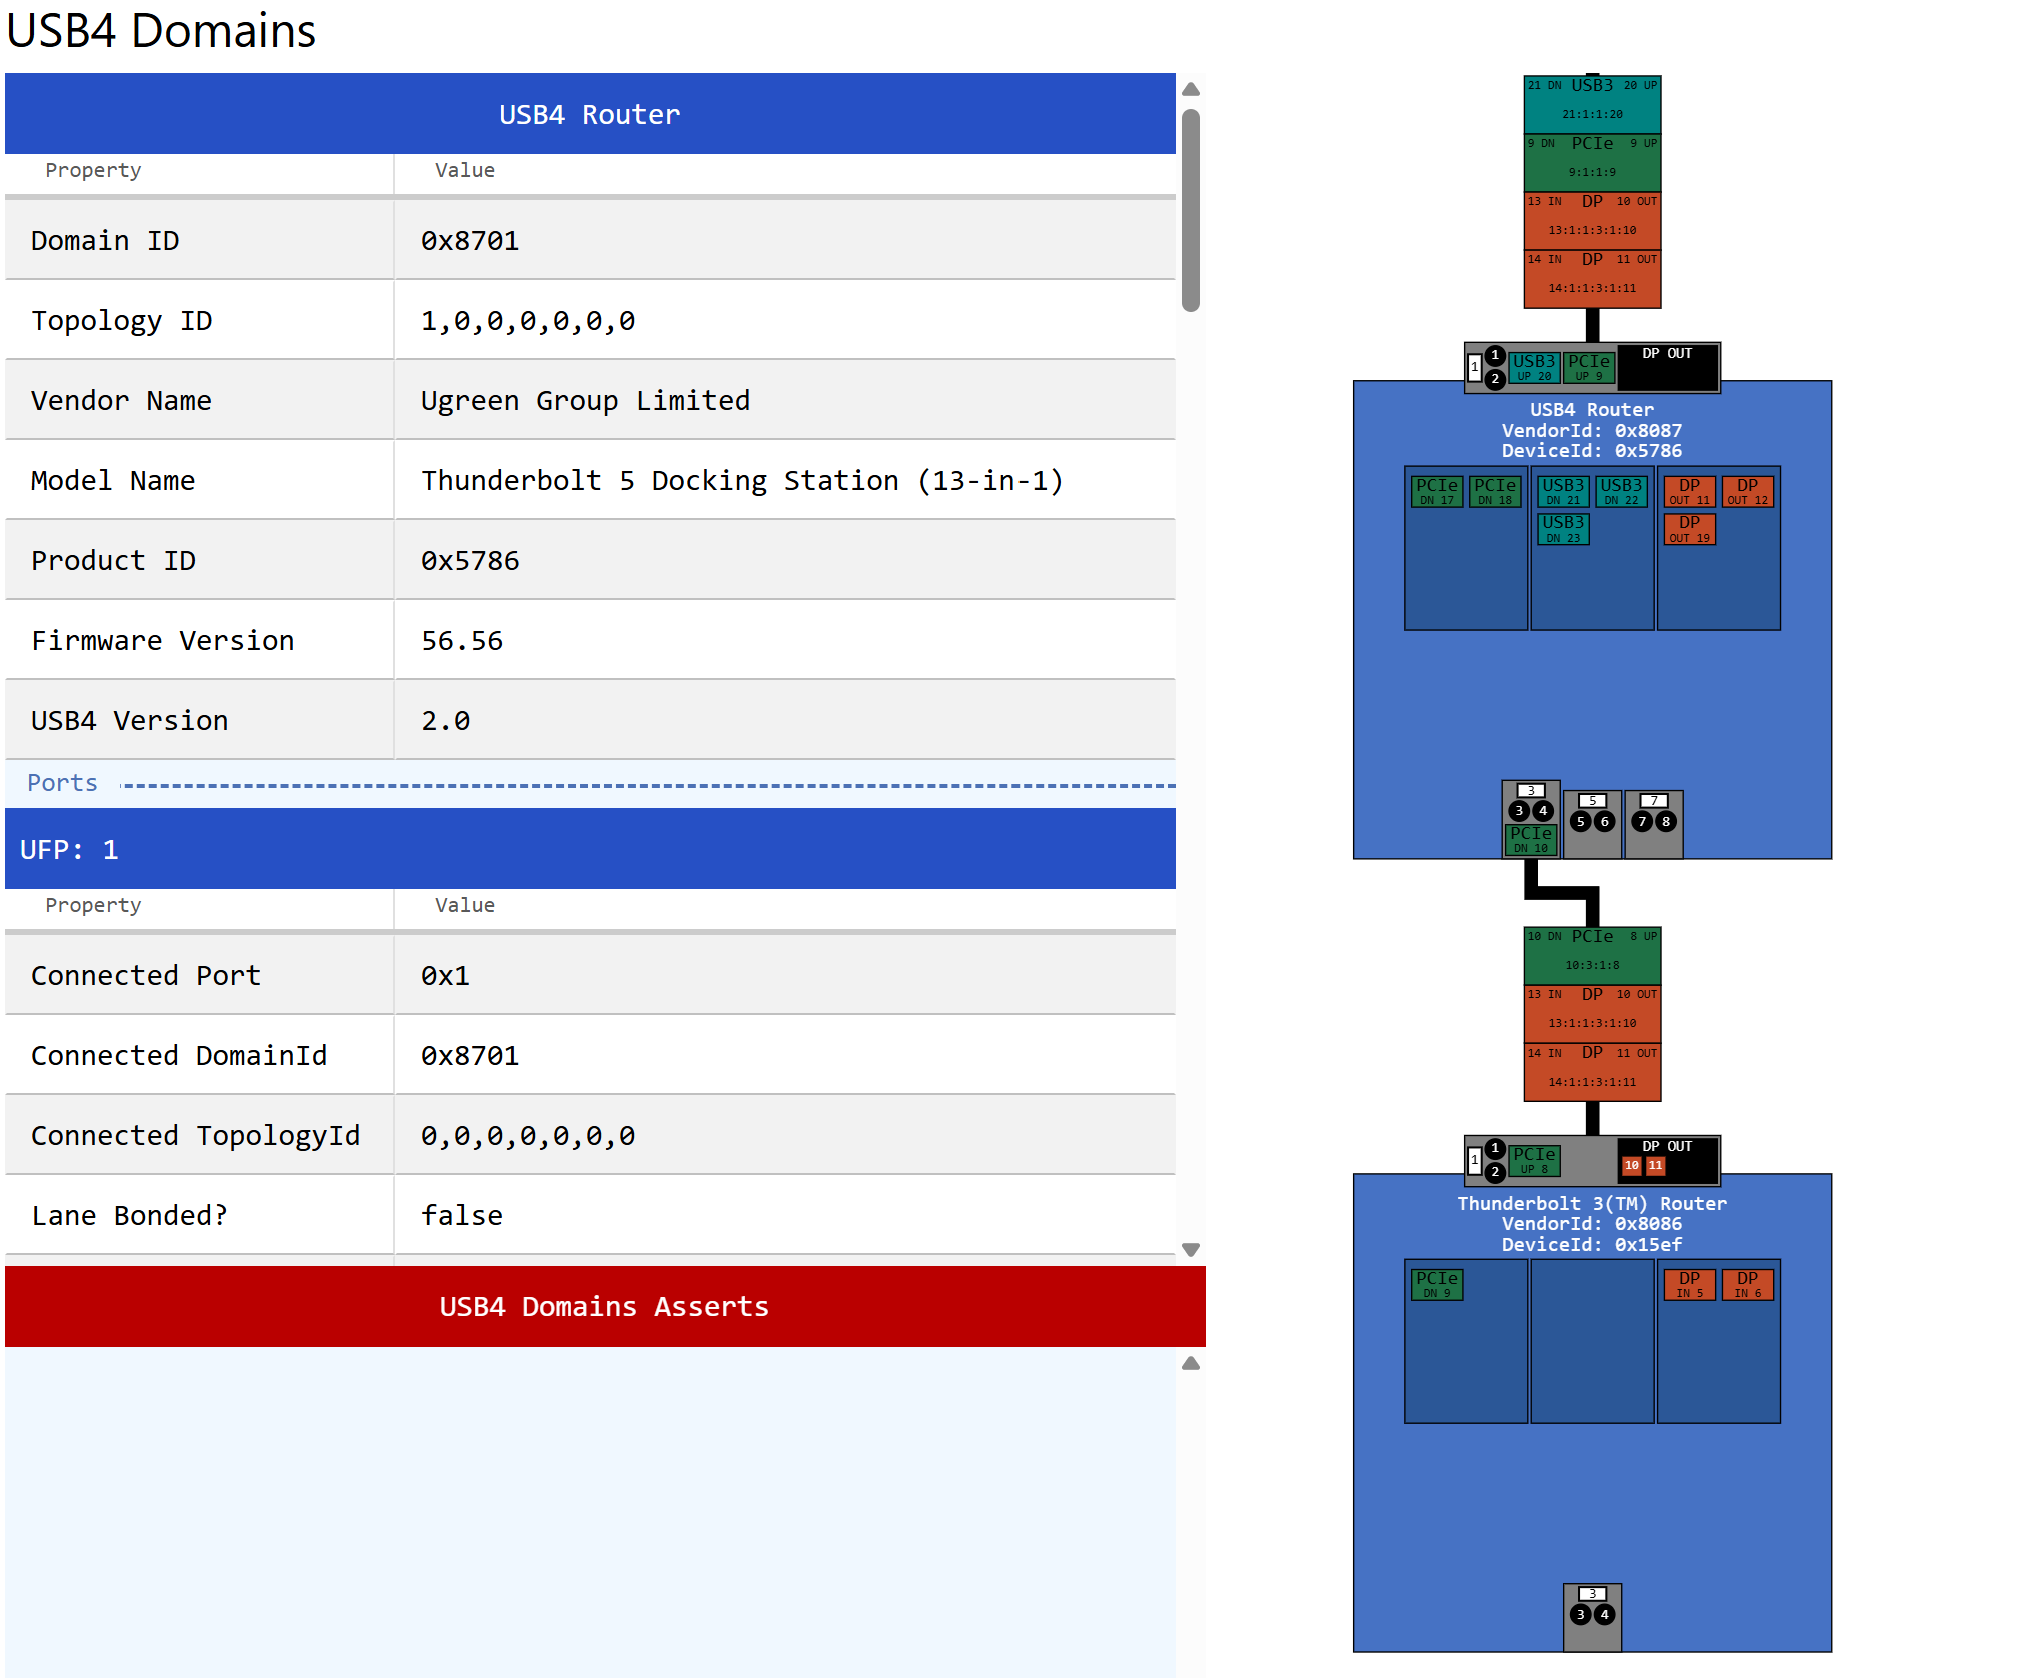 USB4 Domains
USB4 Router
Property Value
Domain ID 0x8701
Topology ID 1,0,0,0,0,0,0
Vendor Name Ugreen Group Limited
Model Name Thunderbolt 5 Docking Station (13-in-1)
Product ID 0x5786
Firmware Version 56.56
USB4 Version 2.0
Ports
UFP: 1
Property Value
Connected Port 0x1
Connected DomainId 0x8701
Connected TopologyId 0,0,0,0,0,0,0
Lane Bonded? false
USB4 Domains Asserts
21 DN USB3 20 UP
21:1:1:20
9 DN PCIe 9 UP
9:1:1:9
13 IN DP 10 OUT
13:1:1:3:1:10
14 IN DP 11 OUT
14:1:1:3:1:11
1 1 2 USB3 UP 20 PCIe UP 9 DP OUT
USB4 Router
VendorId: 0x8087
DeviceId: 0x5786
PCIe PCIe USB3 USB3 DP DP
DN 17 DN 18 DN 21 DN 22 OUT 11 OUT 12
USB3 DP
DN 23 OUT 19
3 5 7
3 4 5 6 7 8
PCIe
DN 10
10 DN PCIe 8 UP
10:3:1:8
13 IN DP 10 OUT
13:1:1:3:1:10
14 IN DP 11 OUT
14:1:1:3:1:11
1 1 2 PCIe UP 8 DP OUT 10 11
Thunderbolt 3(TM) Router
VendorId: 0x8086
DeviceId: 0x15ef
PCIe DP DP
DN 9 IN 5 IN 6
3
3 4